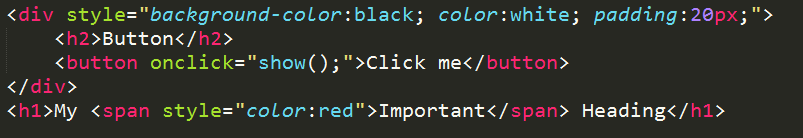 <div style="background-color:black; color:white; padding:20px;">
<h2>Button</h2>
<button onclick="show();">Click me</button>
</div>
<h1>My <span style="color:red">Important</span> Heading</h1>